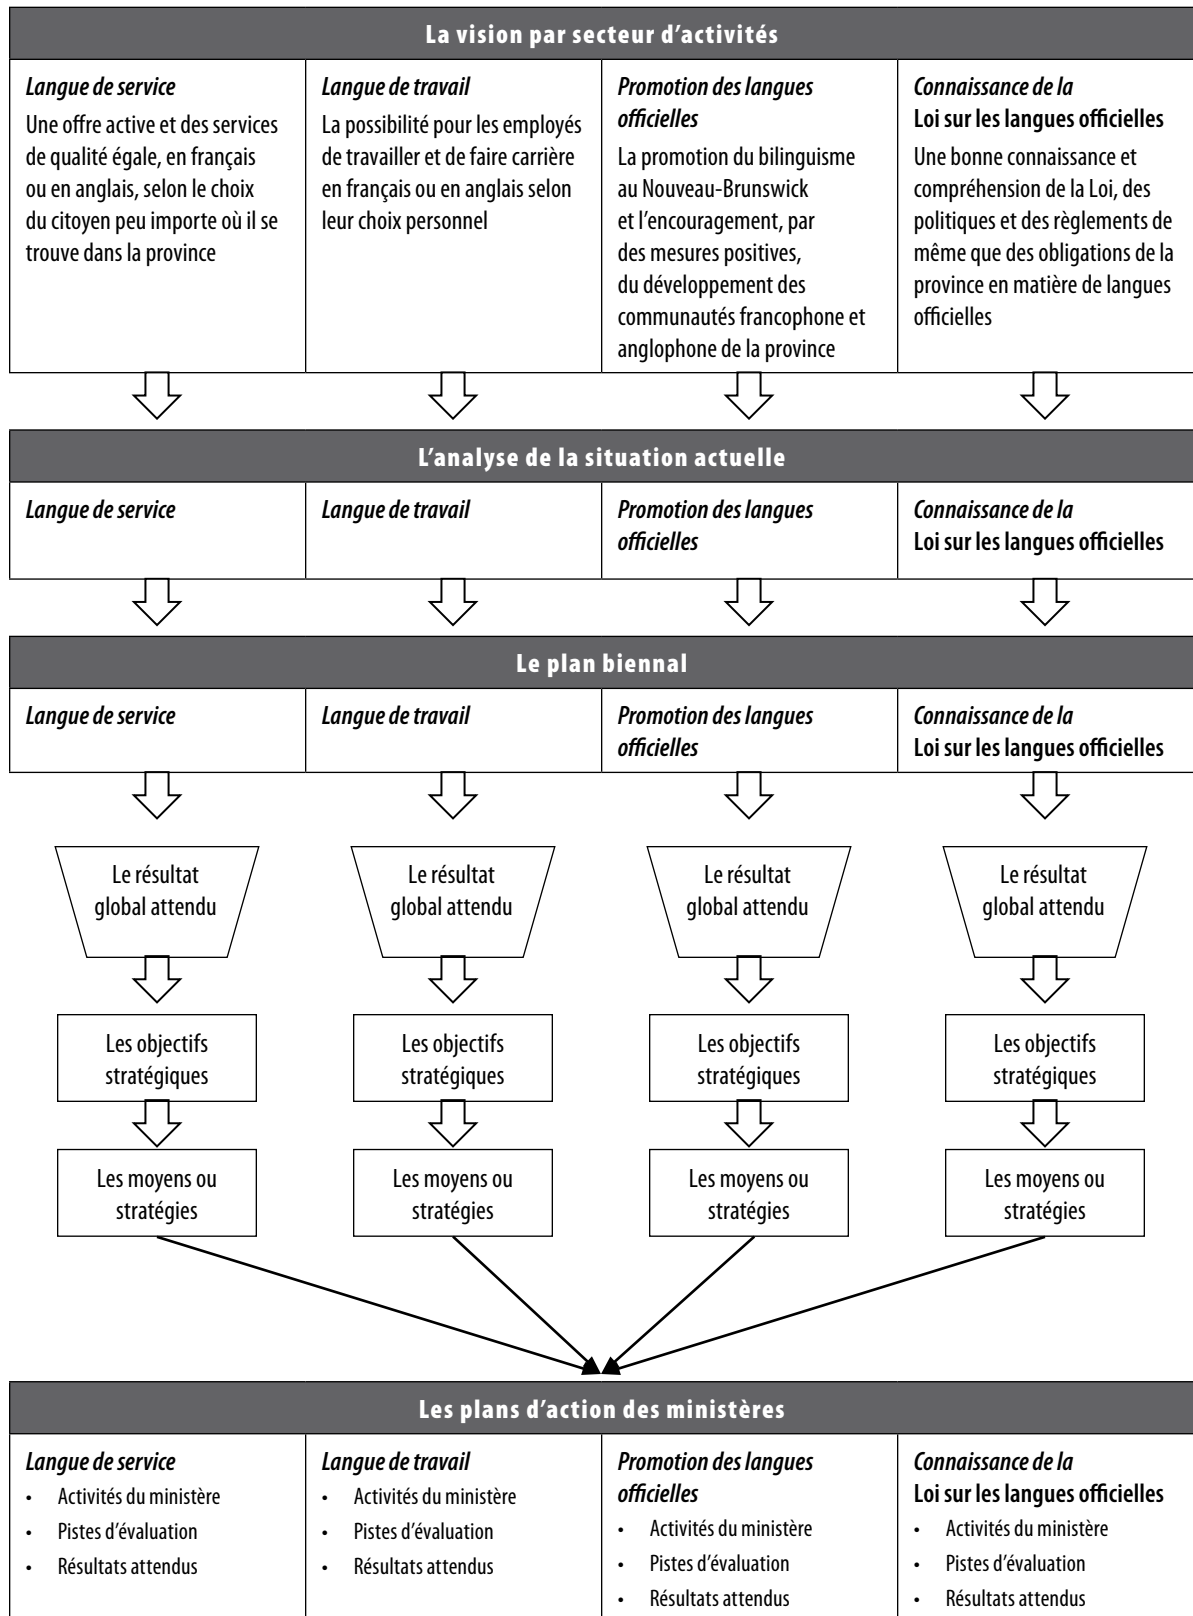 La vision par secteur d'activités
Langue de service
Une offre active et des services
de qualité égale, en français
ou en anglais, selon le choix
du citoyen peu importe où il se
trouve dans la province
Langue de travail
La possibilité pour les employés
de travailler et de faire carrière
en français ou en anglais selon
leur choix personnel
Promotion des langues
officielles
La promotion du bilinguisme
au Nouveau-Brunswick
et l'encouragement, par
des mesures positives,
du développement des
communautés francophone et
anglophone de la province
Connaissance de la
Loi sur les langues officielles
Une bonne connaissance et
compréhension de la Loi, des
politiques et des règlements de
même que des obligations de la
province en matière de langues
officielles
L'analyse de la situation actuelle
Langue de service
Langue de travail
Promotion des langues
officielles
Connaissance de la
Loi sur les langues officielles
Le plan biennal
Langue de service
Langue de travail
Promotion des langues
officielles
Connaissance de la
Loi sur les langues officielles
Le résultat
global attendu
Le résultat
global attendu
Le résultat
global attendu
Le résultat
global attendu
Les objectifs
stratégiques
Les objectifs
stratégiques
Les objectifs
stratégiques
Les objectifs
stratégiques
Les moyens ou
stratégies
Les moyens ou
stratégies
Les moyens ou
stratégies
Les moyens ou
stratégies
Les plans d'action des ministères
Langue de service
• Activités du ministère
• Pistes d'évaluation
• Résultats attendus
Langue de travail
• Activités du ministère
• Pistes d'évaluation
• Résultats attendus
Promotion des langues
officielles
• Activités du ministère
• Pistes d'évaluation
• Résultats attendus
Connaissance de la
Loi sur les langues officielles
• Activités du ministère
• Pistes d'évaluation
• Résultats attendus